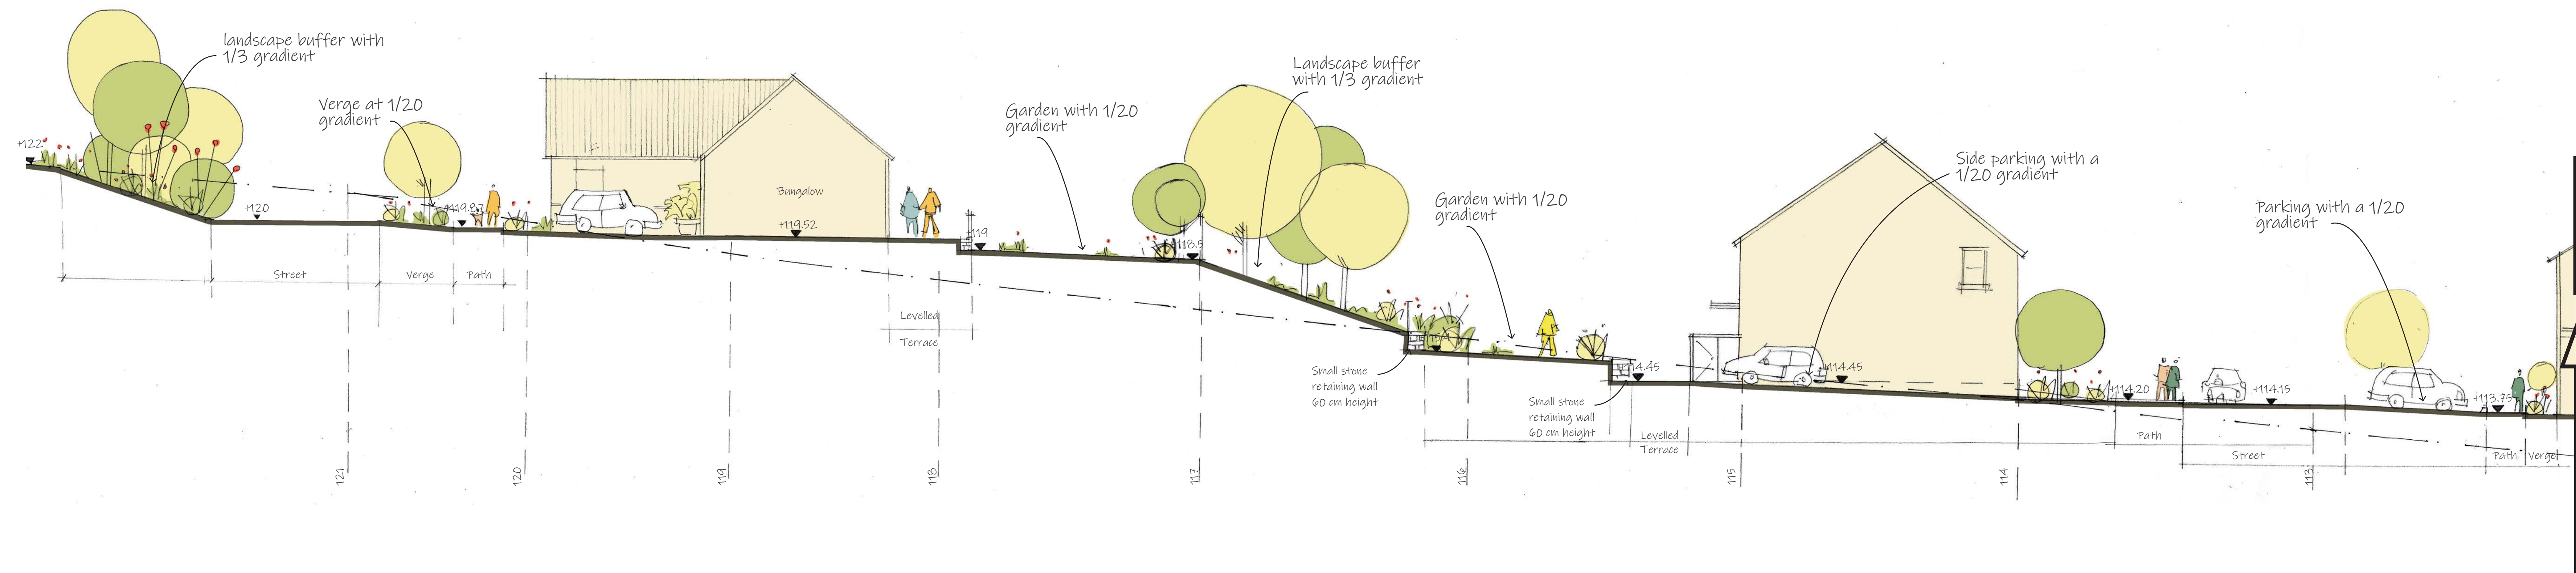 landscape buffer with
1/3 gradient
Verge at 1/20
gradient
Garden with 1/20
gradient
Landscape buffer
with 1/3 gradient
Garden with 1/20
gradient
Side parking with a
1/20 gradient
Parking with a 1/20
gradient
+122
+120
+119.87
Bungalow
+119.52
+119
118.5
114.45
+114.45
+114.20
+114.15
+113.75
Street
Verge
Path
Levelled
Terrace
Small stone
retaining wall
60 cm height
Small stone
retaining wall
60 cm height
Levelled
Terrace
Path
Street
Path
Verge
121
120
119
118
117
116
115
114
113